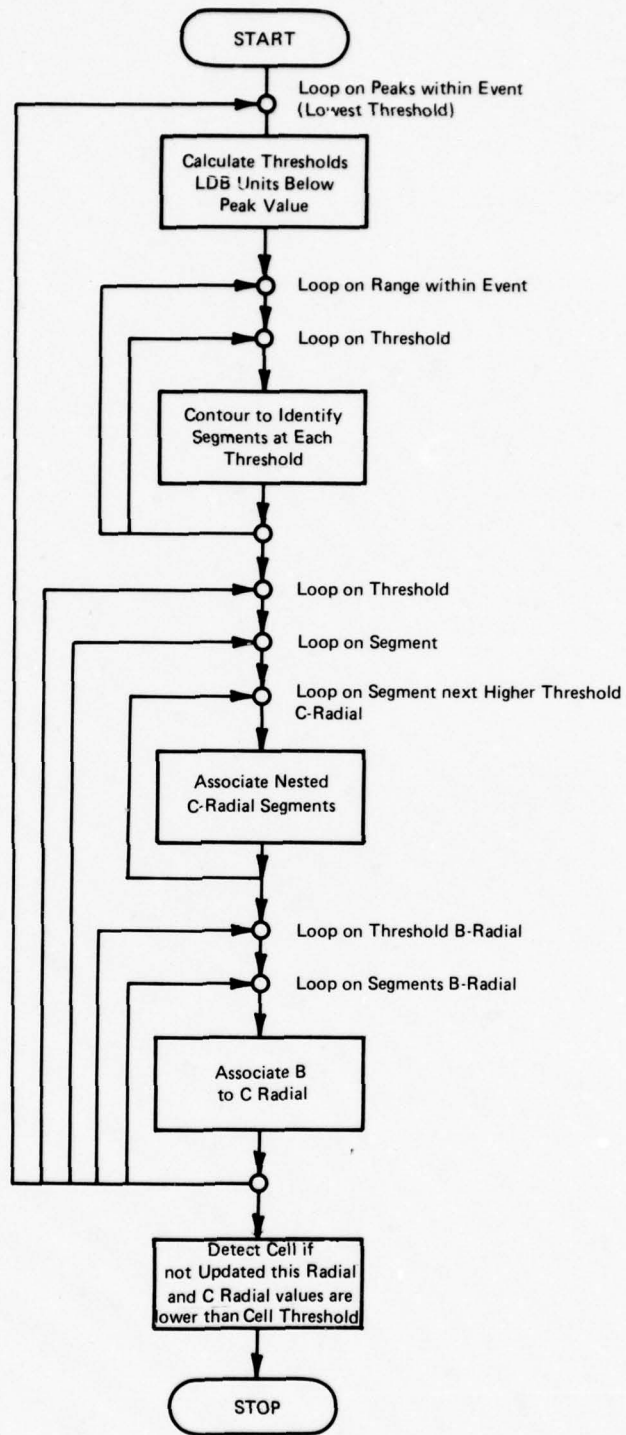 START
Loop on Peaks within Event
(Lowest Threshold)
Calculate Thresholds
LDB Units Below
Peak Value
Loop on Range within Event
Loop on Threshold
Contour to Identify
Segments at Each
Threshold
Loop on Threshold
Loop on Segment
Loop on Segment next Higher Threshold
C-Radial
Associate Nested
C-Radial Segments
Loop on Threshold B-Radial
Loop on Segments B-Radial
Associate B
to C Radial
Detect Cell if
not Updated this Radial
and C Radial values are
lower than Cell Threshold
STOP